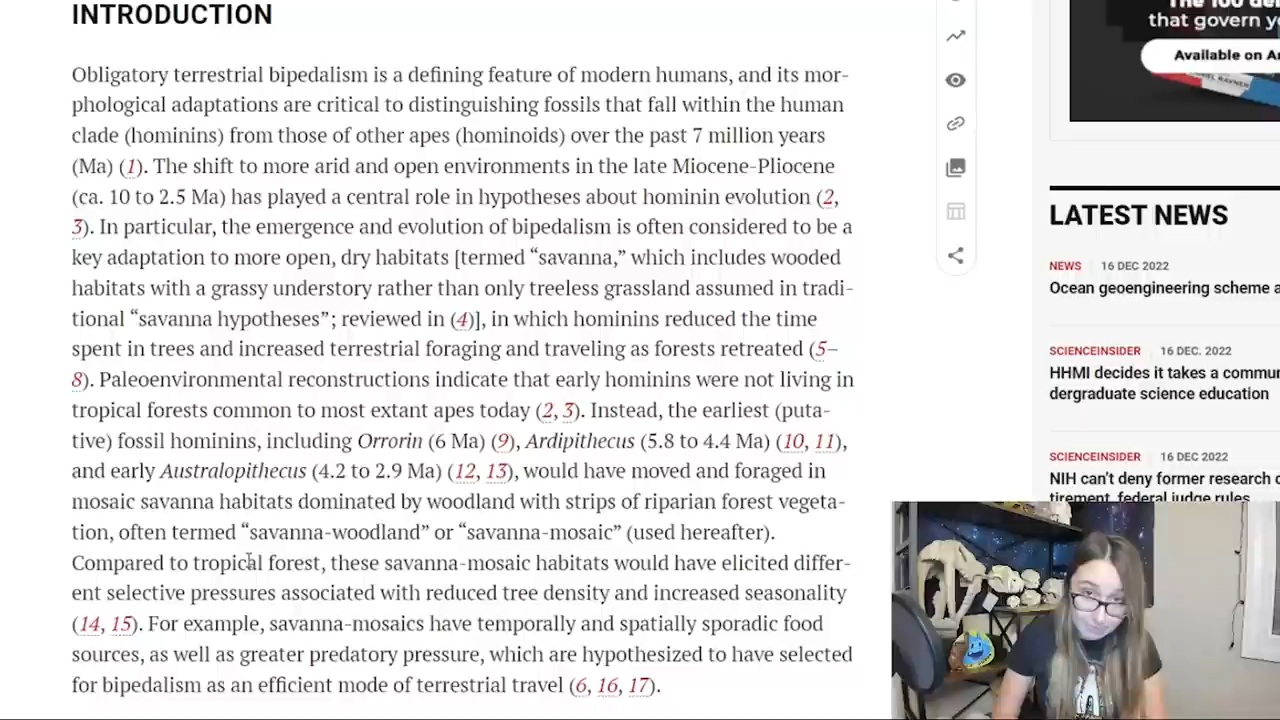 INTRODUCTION
Obligatory terrestrial bipedalism is a defining feature of modern humans, and its mor-
phological adaptations are critical to distinguishing fossils that fall within the human
clade (hominins) from those of other apes (hominoids) over the past 7 million years
(Ma) (1). The shift to more arid and open environments in the late Miocene-Pliocene
(ca. 10 to 2.5 Ma) has played a central role in hypotheses about hominin evolution (2,
3). In particular, the emergence and evolution of bipedalism is often considered to be a
key adaptation to more open, dry habitats [termed “savanna,” which includes wooded
habitats with a grassy understory rather than only treeless grassland assumed in tradi-
tional “savanna hypotheses”; reviewed in (4)], in which hominins reduced the time
spent in trees and increased terrestrial foraging and traveling as forests retreated (5–
8). Paleoenvironmental reconstructions indicate that early hominins were not living in
tropical forests common to most extant apes today (2, 3). Instead, the earliest (puta-
tive) fossil hominins, including Orrorin (6 Ma) (9), Ardipithecus (5.8 to 4.4 Ma) (10, 11),
and early Australopithecus (4.2 to 2.9 Ma) (12, 13), would have moved and foraged in
mosaic savanna habitats dominated by woodland with strips of riparian forest vegeta-
tion, often termed “savanna-woodland” or “savanna-mosaic” (used hereafter).
Compared to tropical forest, these savanna-mosaic habitats would have elicited differ-
ent selective pressures associated with reduced tree density and increased seasonality
(14, 15). For example, savanna-mosaics have temporally and spatially sporadic food
sources, as well as greater predatory pressure, which are hypothesized to have selected
for bipedalism as an efficient mode of terrestrial travel (6, 16, 17).
The 100
that govern y
Available on
LATEST NEWS
NEWS 16 DEC 2022
Ocean geoengineering scheme a
SCIENCEINSIDER 16 DEC. 2022
HHMI decides it takes a commu
dergraduate science education
SCIENCEINSIDER 16 DEC 2022
NIH can't deny former research
tirement, federal judge rules